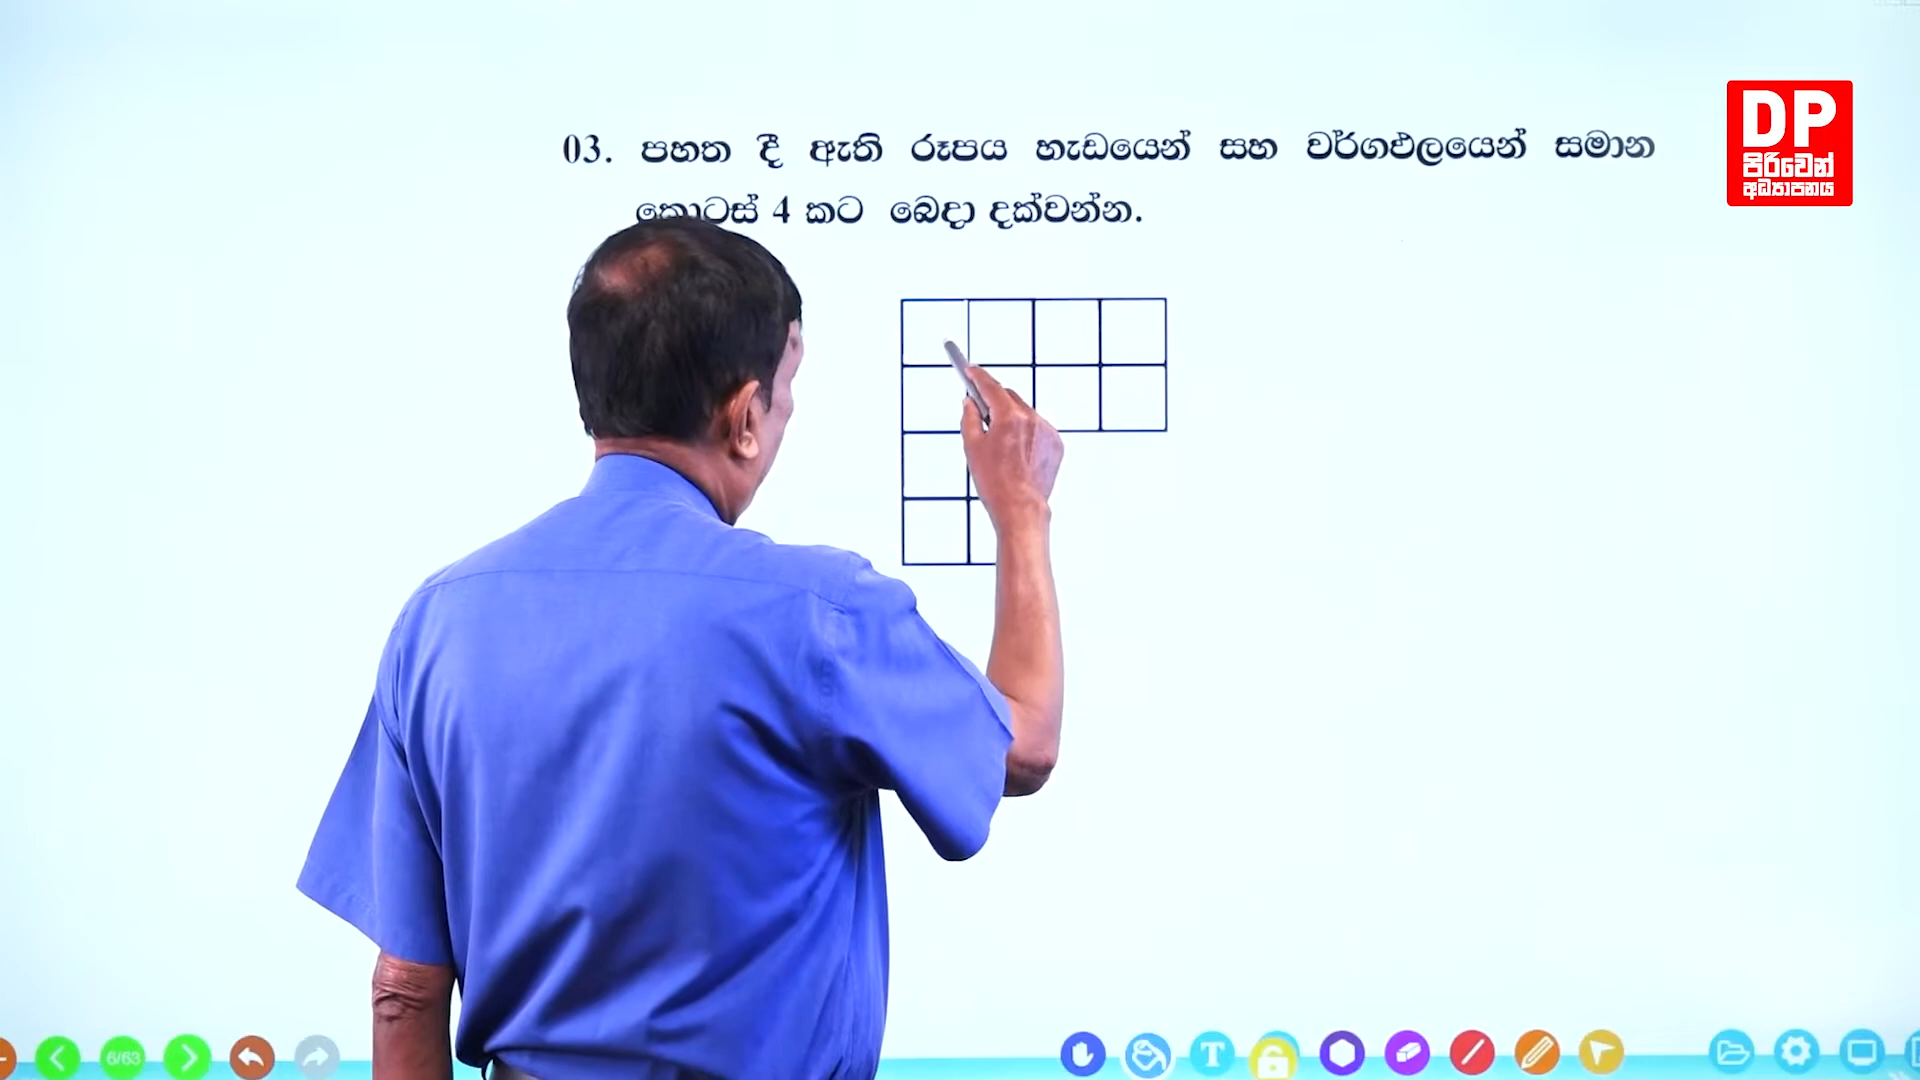 03. පහත දී ඇති රූපය හැඩයෙන් සහ වර්ගඵලයෙන් සමාන
කොටස් 4 කට බෙදා දක්වන්න.
DP
පිරිවෙන්
අධ්‍යාපනය
6/63
T